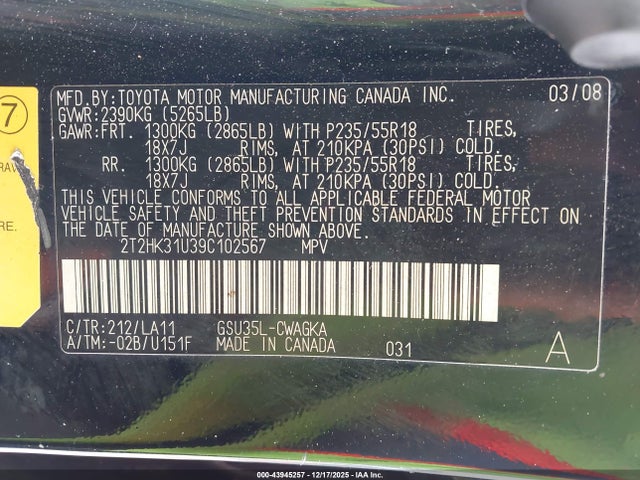 MFD.BY:TOYOTA MOTOR MANUFACTURING CANADA INC. 03/08
GVWR:2390KG (5265LB)
GAWR:FRT. 1300KG (2865LB) WITH P235/55R18 TIRES,
18X7J RIMS, AT 210KPA (30PSI) COLD.
RR. 1300KG (2865LB) WITH P235/55R18 TIRES,
18X7J RIMS, AT 210KPA (30PSI) COLD.
THIS VEHICLE CONFORMS TO ALL APPLICABLE FEDERAL MOTOR
VEHICLE SAFETY AND THEFT PREVENTION STANDARDS IN EFFECT ON
THE DATE OF MANUFACTURE SHOWN ABOVE.
2T2HK31U39C102567 MPV
C/TR:212/LA11 GSU35L-CWAGKA
A/TM:-02B/U151F MADE IN CANADA 031 A
7
RE.
000-43945257 - 12/17/2025 - IAA Inc.